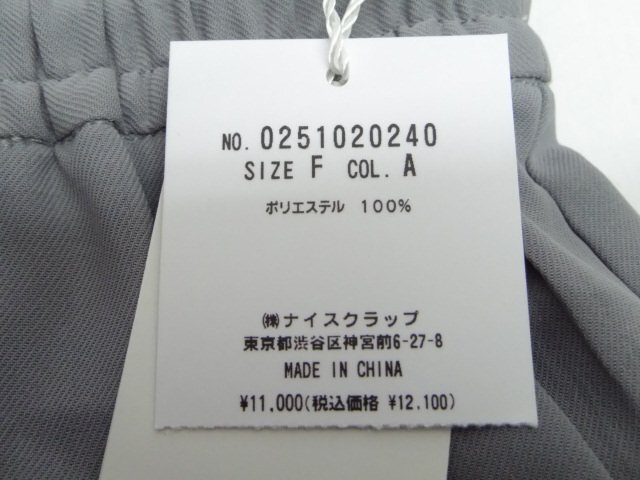 NO. 0251020240
SIZE F COL. A
ポリエステル 100%
㈱ナイスクラップ
東京都渋谷区神宮前6-27-8
MADE IN CHINA
¥11,000(税込価格 ¥12,100)